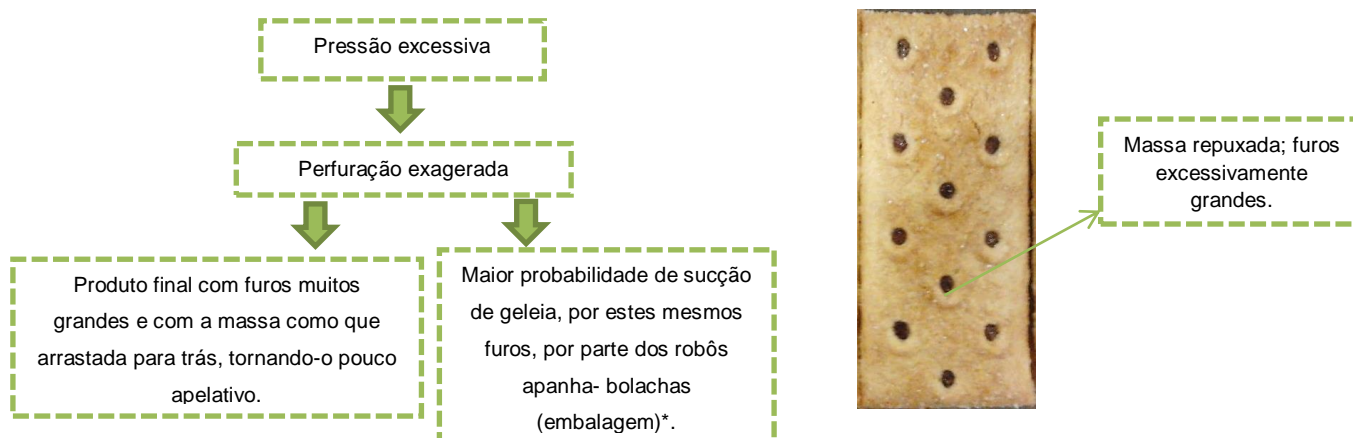 Pressão excessiva
Perfuração exagerada
Produto final com furos muitos
grandes e com a massa como que
arrastada para trás, tornando-o pouco
apelativo.
Maior probabilidade de sucção
de geleia, por estes mesmos
furos, por parte dos robôs
apanha- bolachas
(embalagem)*.
Massa repuxada; furos
excessivamente
grandes.